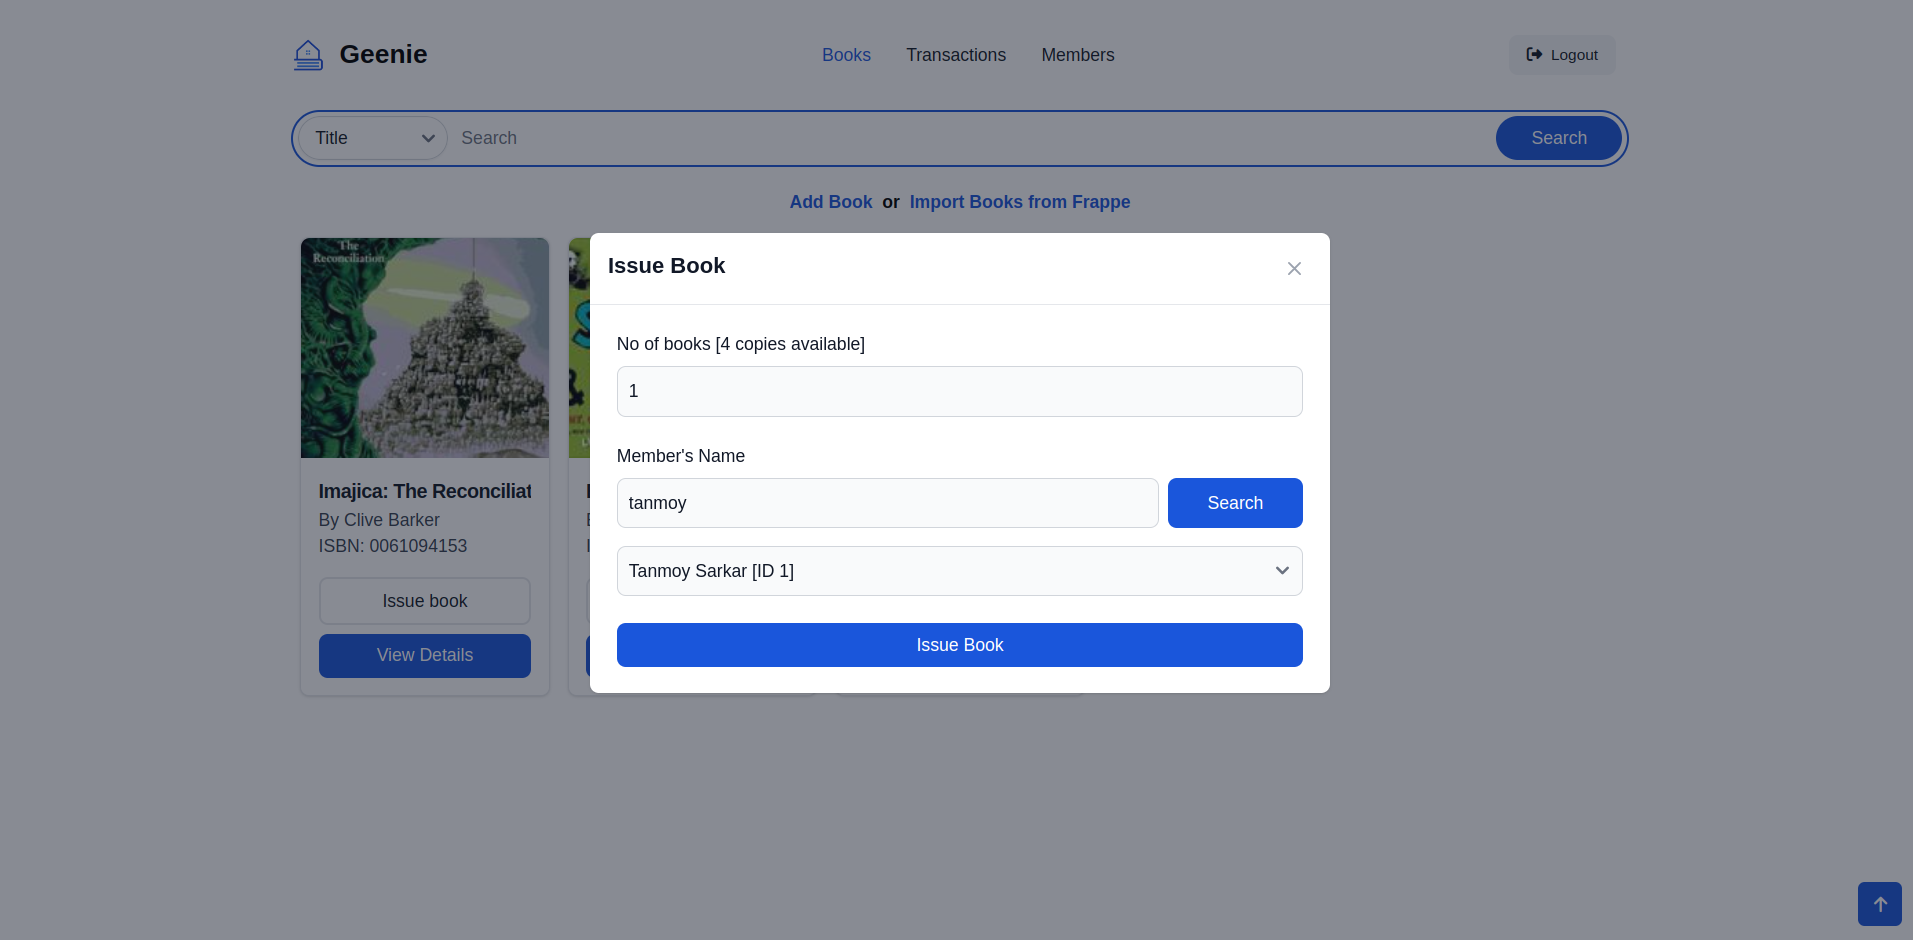 Geenie
Books Transactions Members
Logout
Title Search Search
Add Book or Import Books from Frappe
The
Reconciliation
Issue Book
No of books [4 copies available]
1
Member's Name
tanmoy Search
Tanmoy Sarkar [ID 1]
Issue Book
Imajica: The Reconciliat
By Clive Barker
ISBN: 0061094153
Issue book
View Details